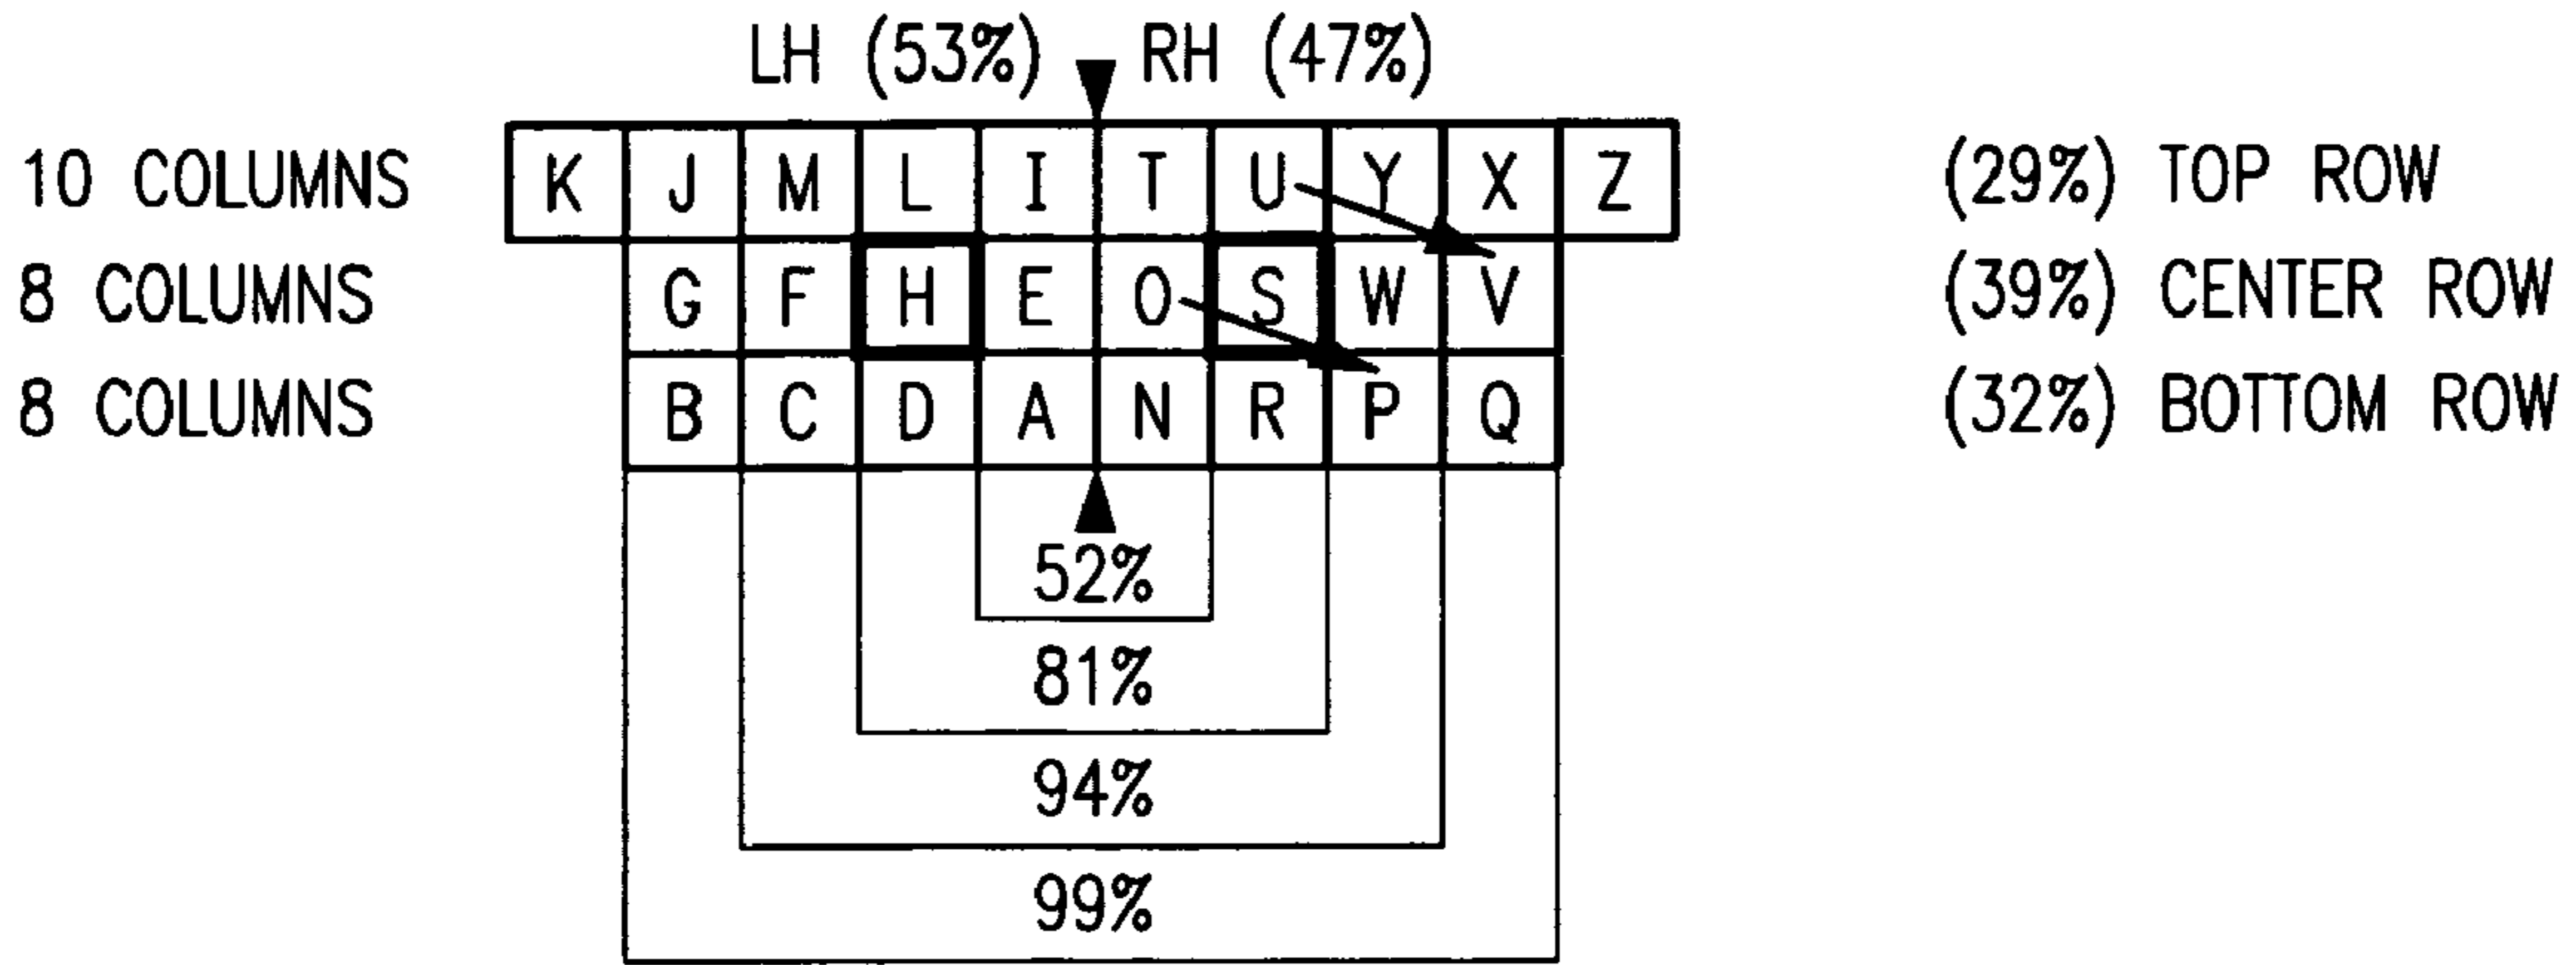 LH (53%) RH (47%)
10 COLUMNS K J M L I T U Y X Z (29%) TOP ROW
8 COLUMNS G F H E O S W V (39%) CENTER ROW
8 COLUMNS B C D A N R P Q (32%) BOTTOM ROW
52%
81%
94%
99%